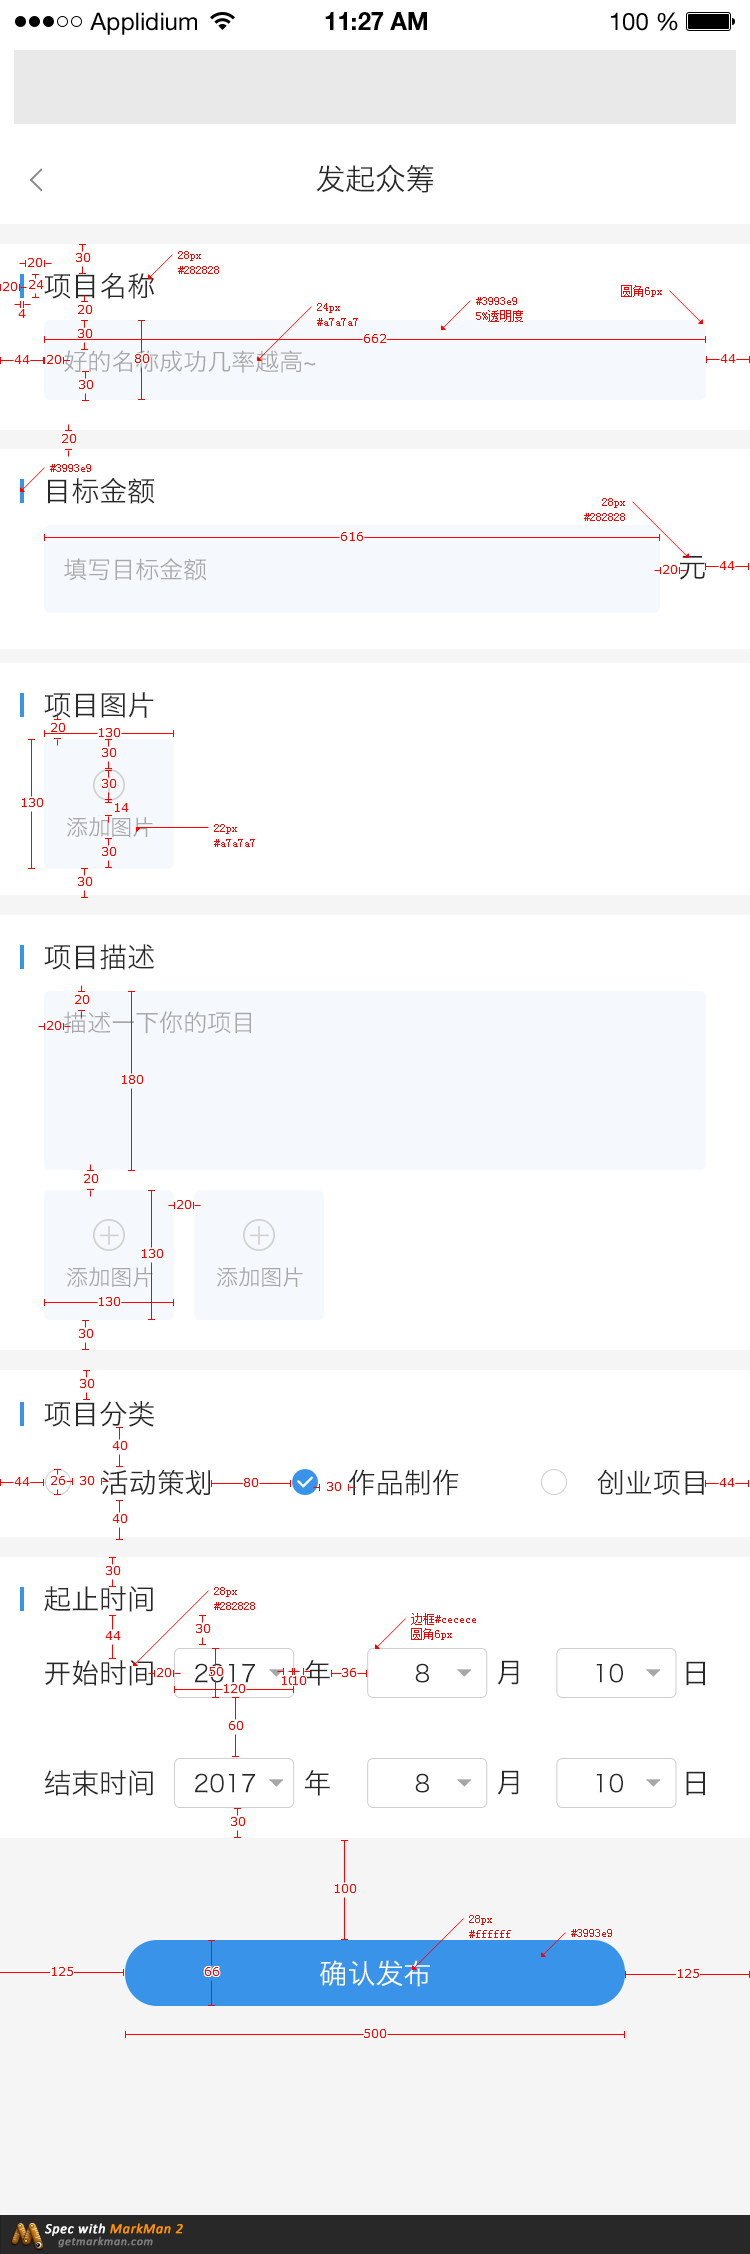 Applidium 11:27 AM 100 %
发起众筹
20 30 28px
#282828
项目名称
20 24
4
20
24px
#a7a7a7
#3993e9
5%透明度
圆角6px
30
662
44 20 好的名称成功几率越高~ 80 44
30
20
#3993e9
目标金额
28px
#282828
616
填写目标金额
20 元 44
项目图片
20
130
30
130 30
14
添加图片
22px
#a7a7a7
30
30
项目描述
20
20 描述一下你的项目
180
20
20
130
添加图片 添加图片
130
30
30
项目分类
40
44 26 30 活动策划 80 30 作品制作 创业项目 44
40
30
起止时间
28px
#282828
44 30
边框#cecece
圆角6px
开始时间 20 2017 50 10 10 年 36 8 月 10 日
120
60
结束时间 2017 年 8 月 10 日
30
100
28px
#ffffff
#3993e9
125 66 确认发布 125
500
Spec with MarkMan 2
getmarkman.com